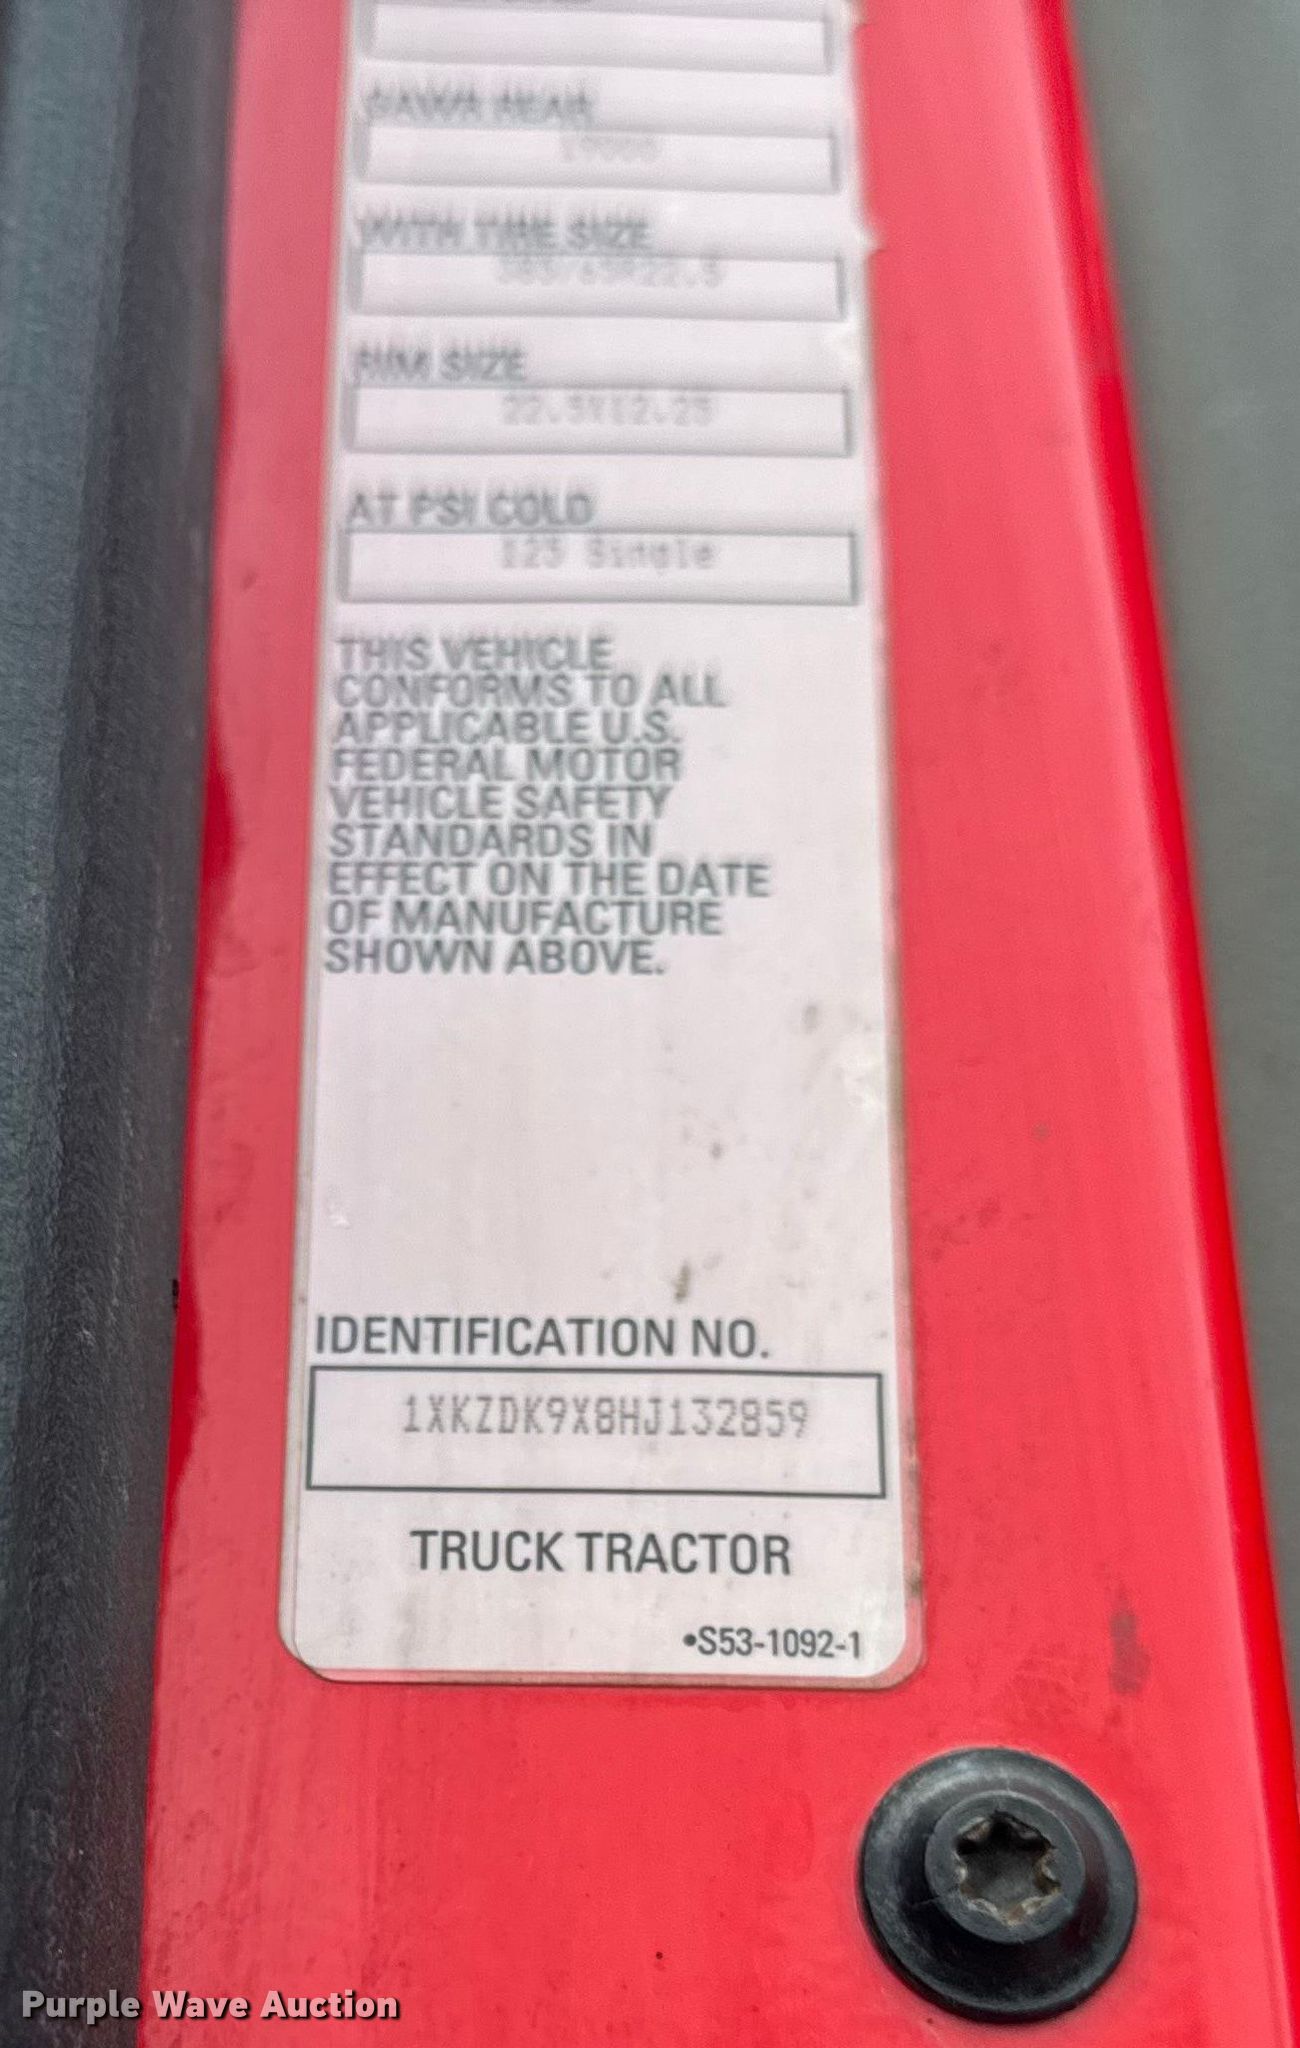 WITH TIRE SIZE
RIM SIZE
22.5X12.25
AT PSI COLD
125 Single
THIS VEHICLE
CONFORMS TO ALL
APPLICABLE U.S.
FEDERAL MOTOR
VEHICLE SAFETY
STANDARDS IN
EFFECT ON THE DATE
OF MANUFACTURE
SHOWN ABOVE.
IDENTIFICATION NO.
1XKZDK9X8HJ132859
TRUCK TRACTOR
•S53-1092-1
Purple Wave Auction